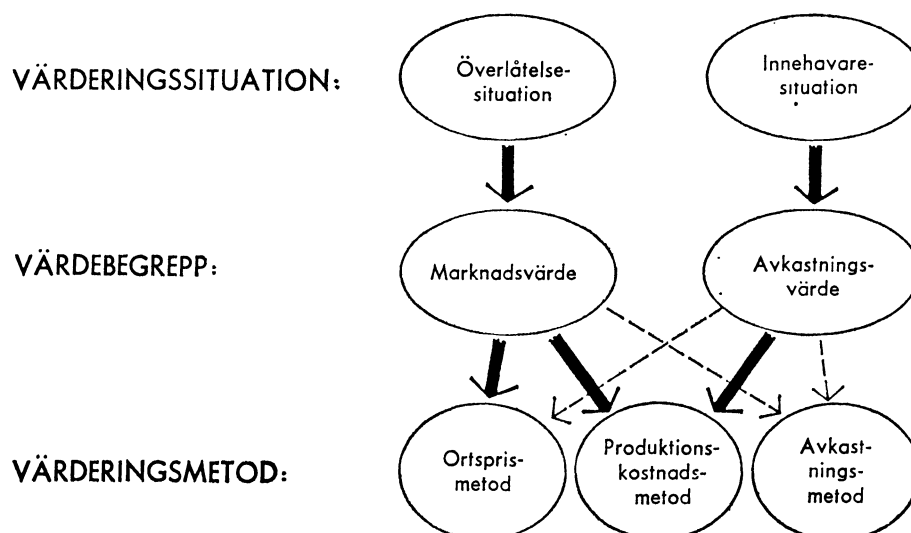 VÄRDERINGSSITUATION:
Överlåtelse-
situation
Innehavare-
situation
VÄRDEBEGREPP:
Marknadsvärde
Avkastnings-
värde
VÄRDERINGSMETOD:
Ortspris-
metod
Produktions-
kostnads-
metod
Avkast-
nings-
metod